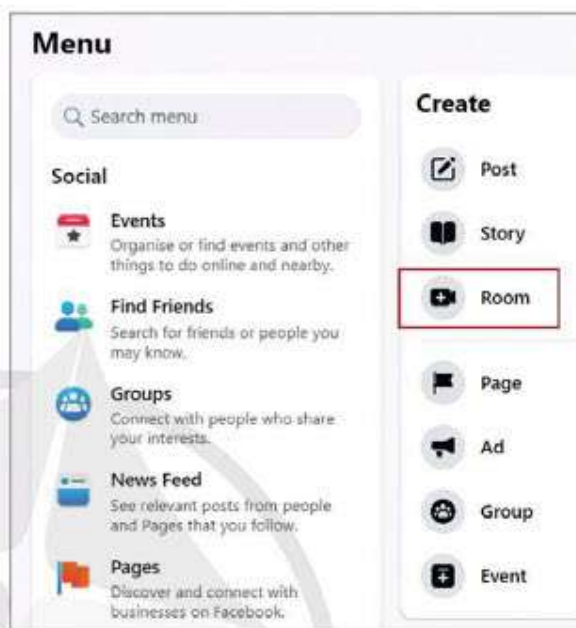 Menu
Search menu
Social
Events
Organise or find events and other
things to do online and nearby.
Find Friends
Search for friends or people you
may know.
Groups
Connect with people who share
your interests.
News Feed
See relevant posts from people
and Pages that you follow.
Pages
Discover and connect with
businesses on Facebook.
Create
Post
Story
Room
Page
Ad
Group
Event